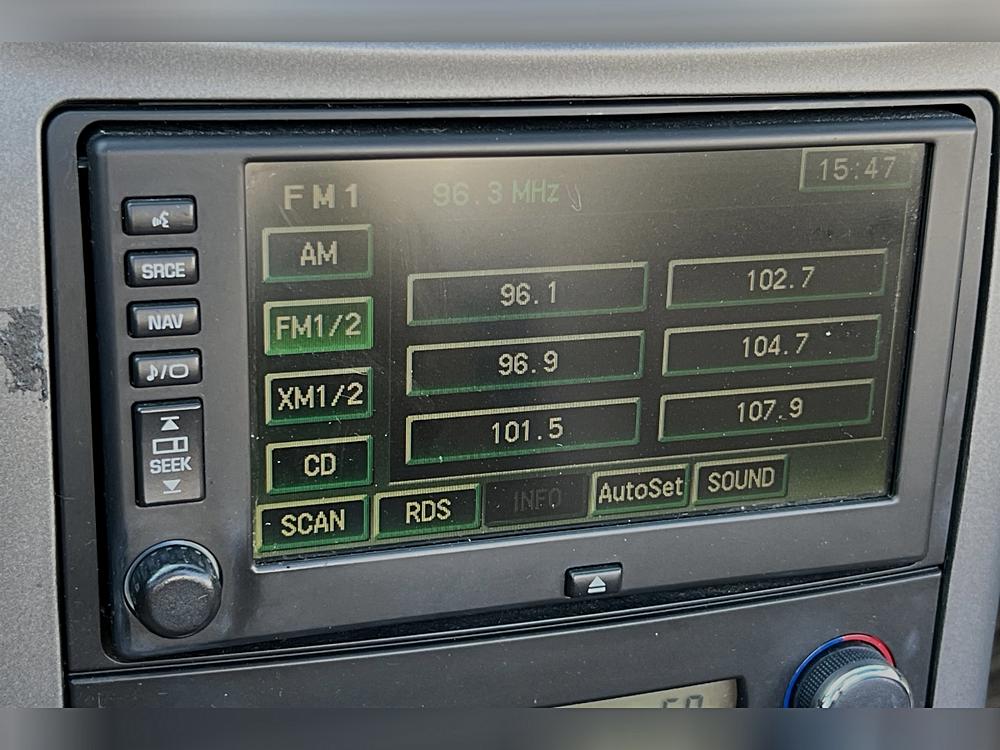 FM1 96.3 MHz 15:47
SRCE
NAV
SEEK
AM
FM1/2
XM1/2
CD
96.1 102.7
96.9 104.7
101.5 107.9
SCAN RDS INFO AutoSet SOUND